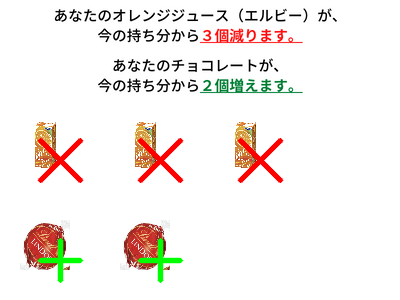 あなたのオレンジジュース（エルビー）が、
今の持ち分から３個減ります。
あなたのチョコレートが、
今の持ち分から２個増えます。